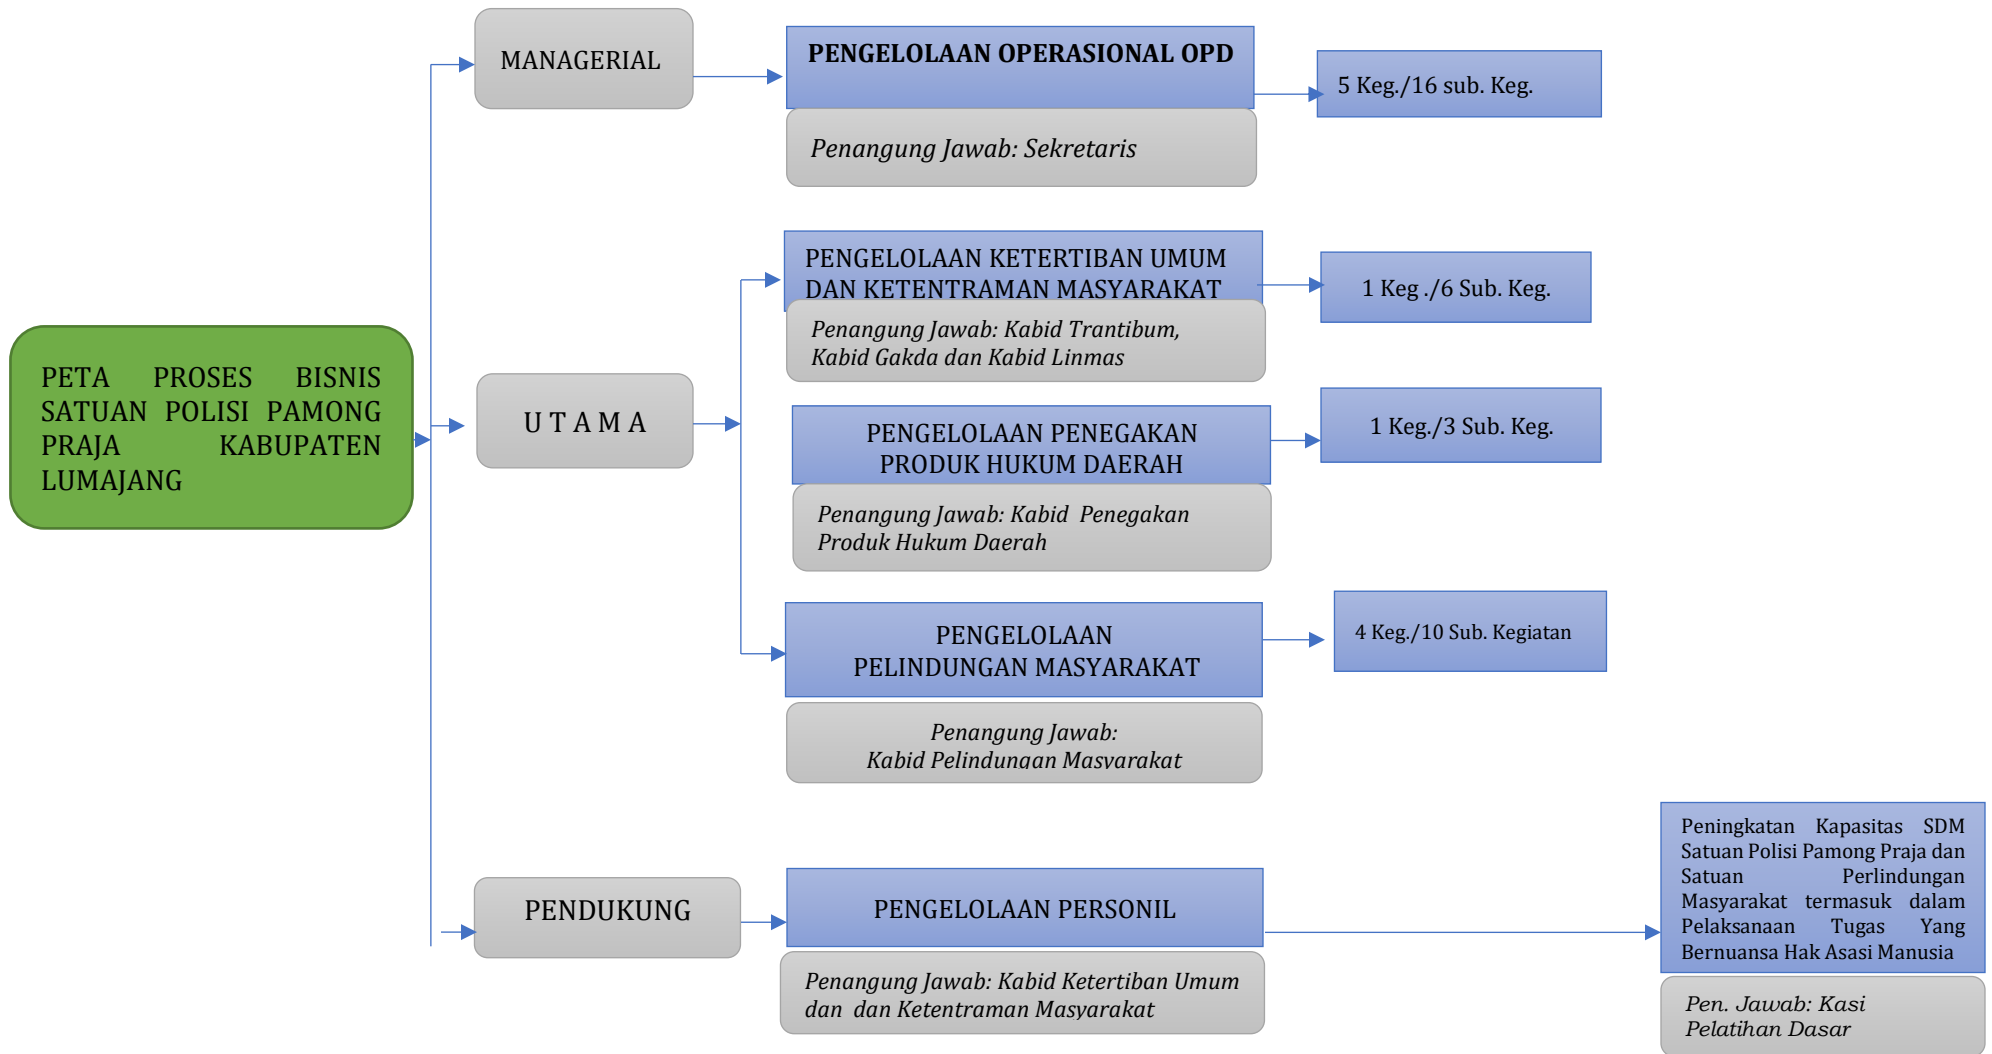 PETA PROSES BISNIS
SATUAN POLISI PAMONG
PRAJA KABUPATEN
LUMAJANG
MANAGERIAL
PENGELOLAAN OPERASIONAL OPD
Penangung Jawab: Sekretaris
5 Keg./16 sub. Keg.
U T A M A
PENGELOLAAN KETERTIBAN UMUM
DAN KETENTRAMAN MASYARAKAT
Penangung Jawab: Kabid Trantibum,
Kabid Gakda dan Kabid Linmas
1 Keg ./6 Sub. Keg.
PENGELOLAAN PENEGAKAN
PRODUK HUKUM DAERAH
Penangung Jawab: Kabid Penegakan
Produk Hukum Daerah
1 Keg./3 Sub. Keg.
PENGELOLAAN
PELINDUNGAN MASYARAKAT
Penangung Jawab:
Kabid Pelindungan Masyarakat
4 Keg./10 Sub. Kegiatan
PENDUKUNG
PENGELOLAAN PERSONIL
Penangung Jawab: Kabid Ketertiban Umum
dan dan Ketentraman Masyarakat
Peningkatan Kapasitas SDM
Satuan Polisi Pamong Praja dan
Satuan Perlindungan
Masyarakat termasuk dalam
Pelaksanaan Tugas Yang
Bernuansa Hak Asasi Manusia
Pen. Jawab: Kasi
Pelatihan Dasar